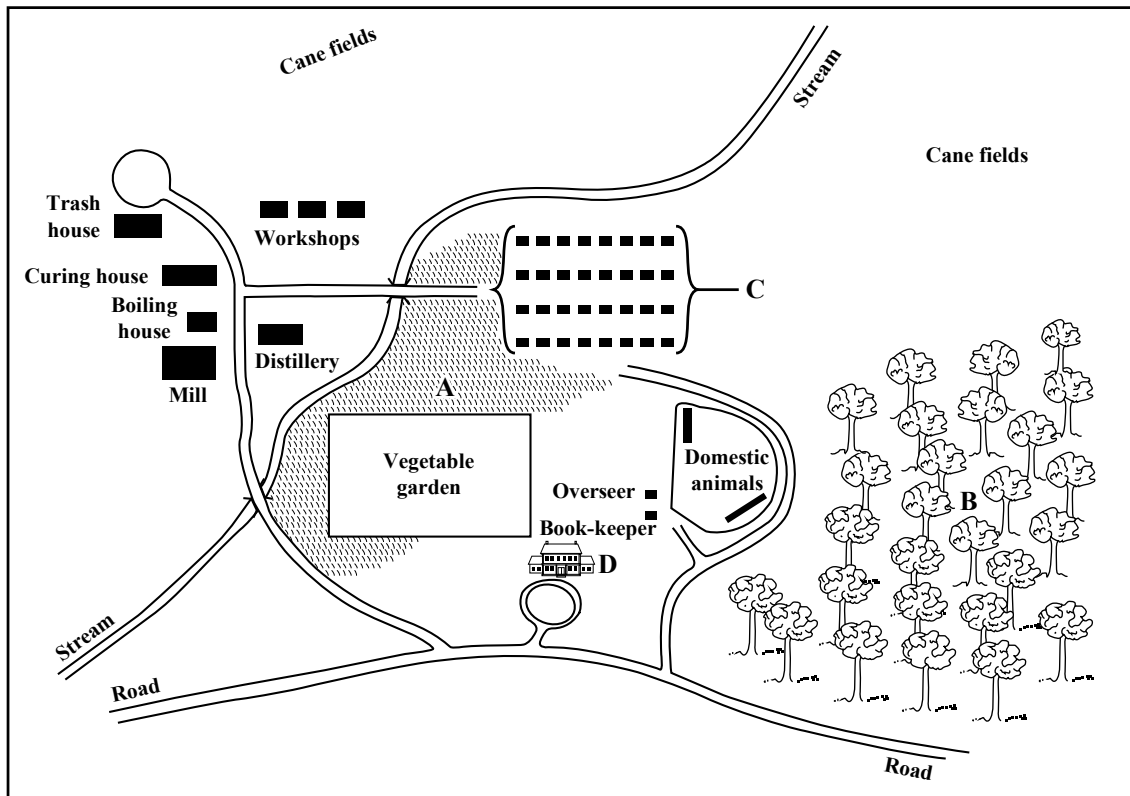 Cane fields
Stream
Cane fields
Trash
house
Workshops
Curing house
C
Boiling
house
Distillery
Mill
A
Vegetable
garden
Domestic
animals
Overseer
B
Book-keeper
D
Stream
Road
Road